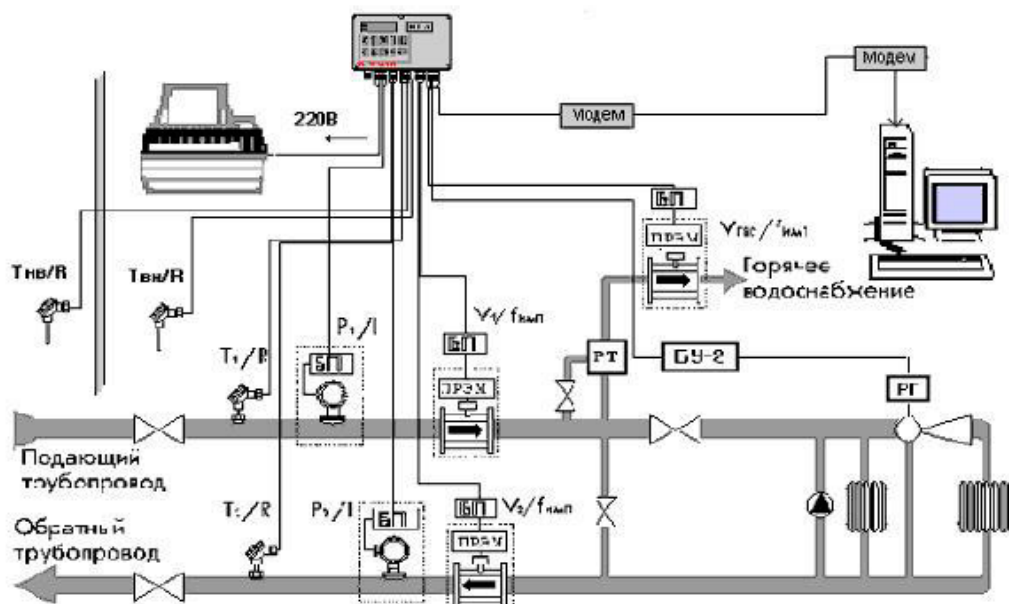 Модем
Модем
220В
БП
ПРЭМ
Vгвс/fимп
Горячее
водоснабжение
Tнв/R
Tвн/R
V1/fимп
P1/I
T1/R
БП
БП
ПРЭМ
РТ
БУ-2
РГ
Подающий
трубопровод
T2/R
P2/I
БП
БП
V2/fимп
ПРЭМ
Обратный
трубопровод